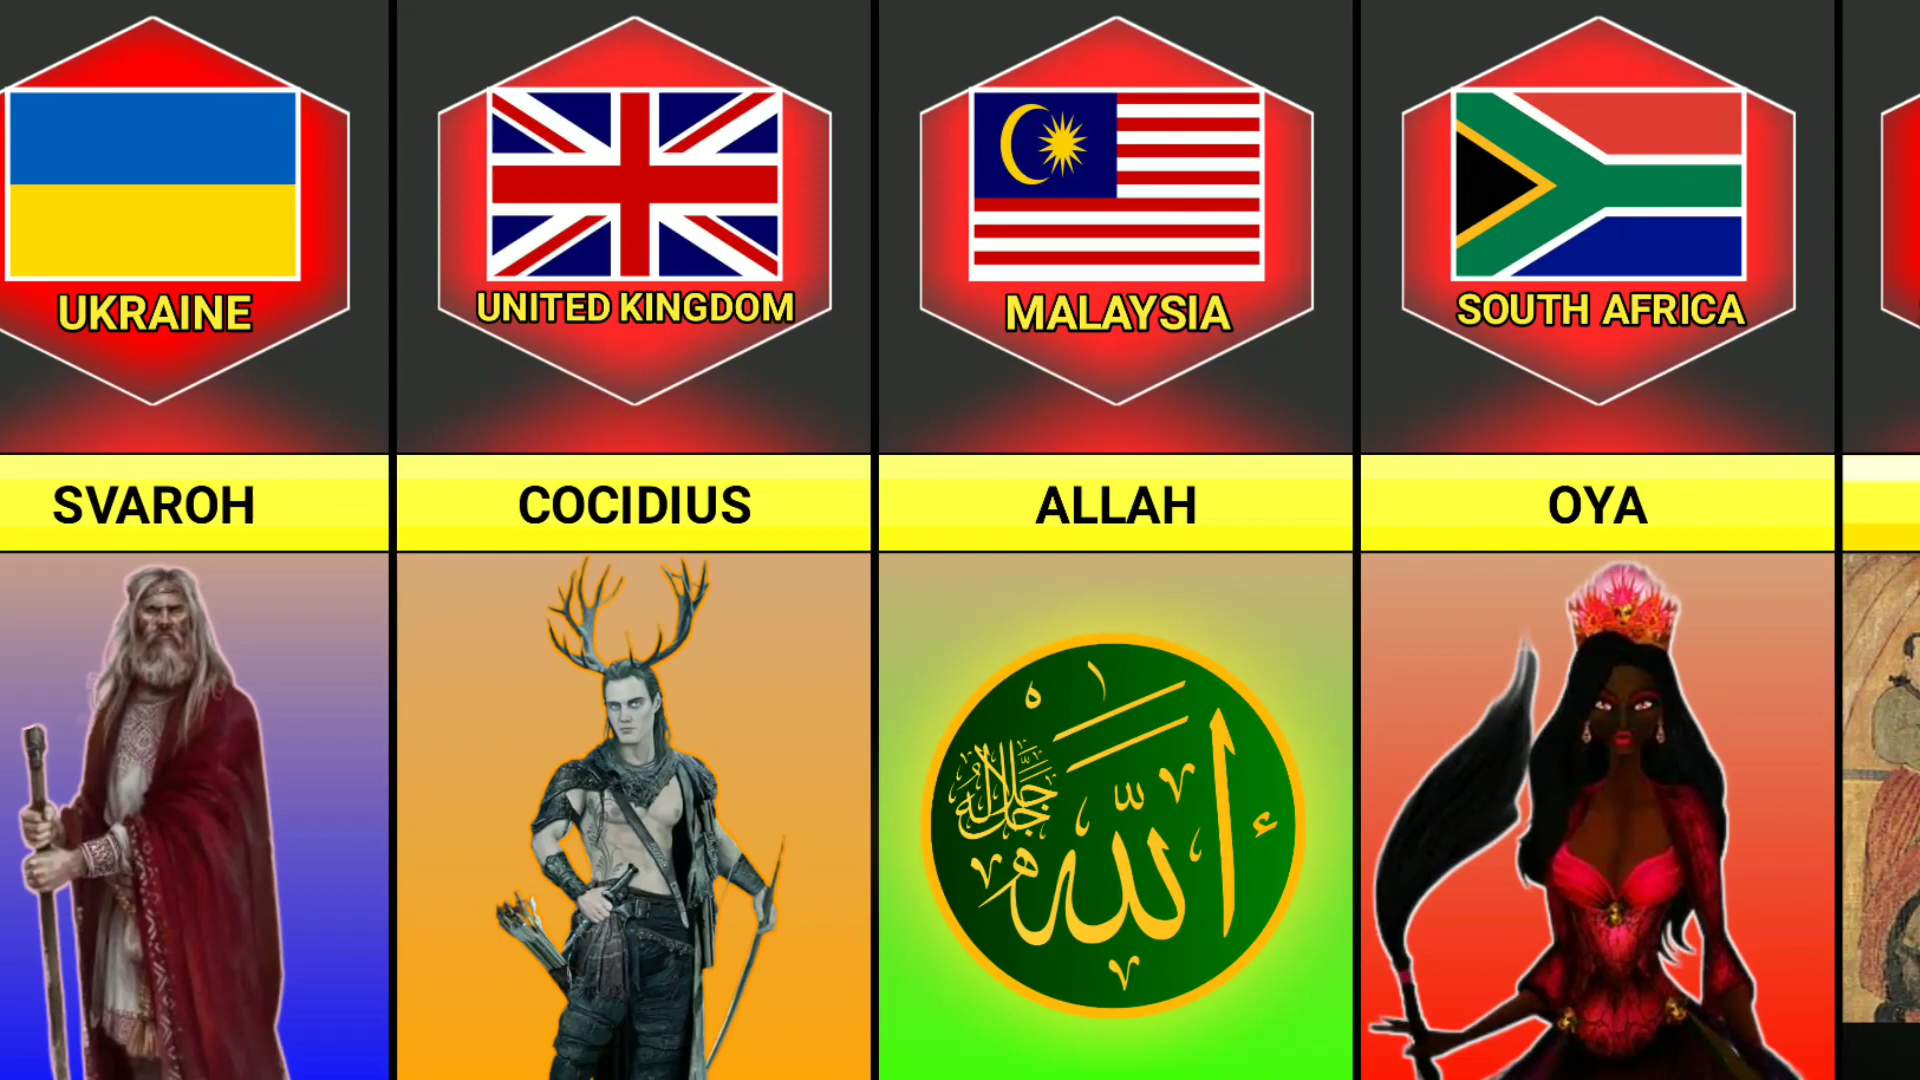 UKRAINE
UNITED KINGDOM
MALAYSIA
SOUTH AFRICA
SVAROH
COCIDIUS
ALLAH
OYA
الله
جل جلاله